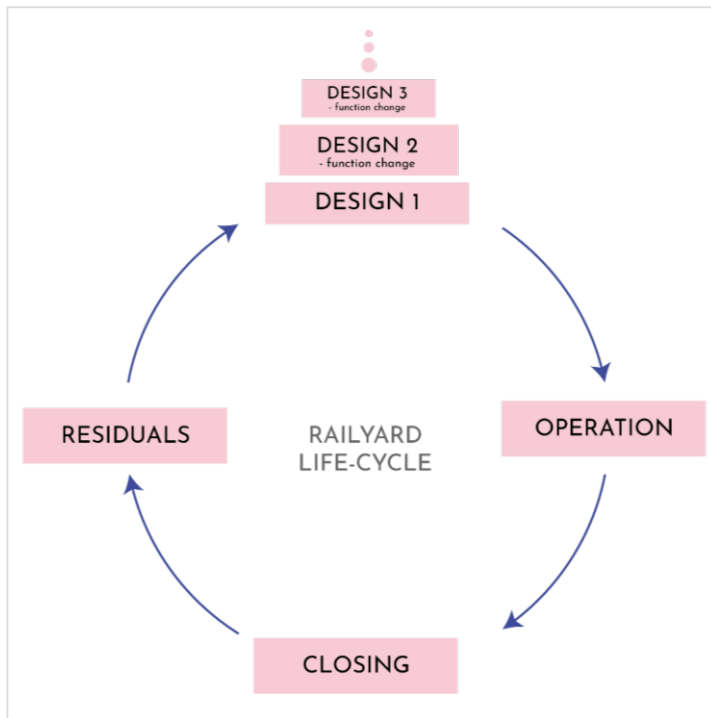 DESIGN 3
- function change
DESIGN 2
- function change
DESIGN 1
RESIDUALS
RAILYARD
LIFE-CYCLE
OPERATION
CLOSING